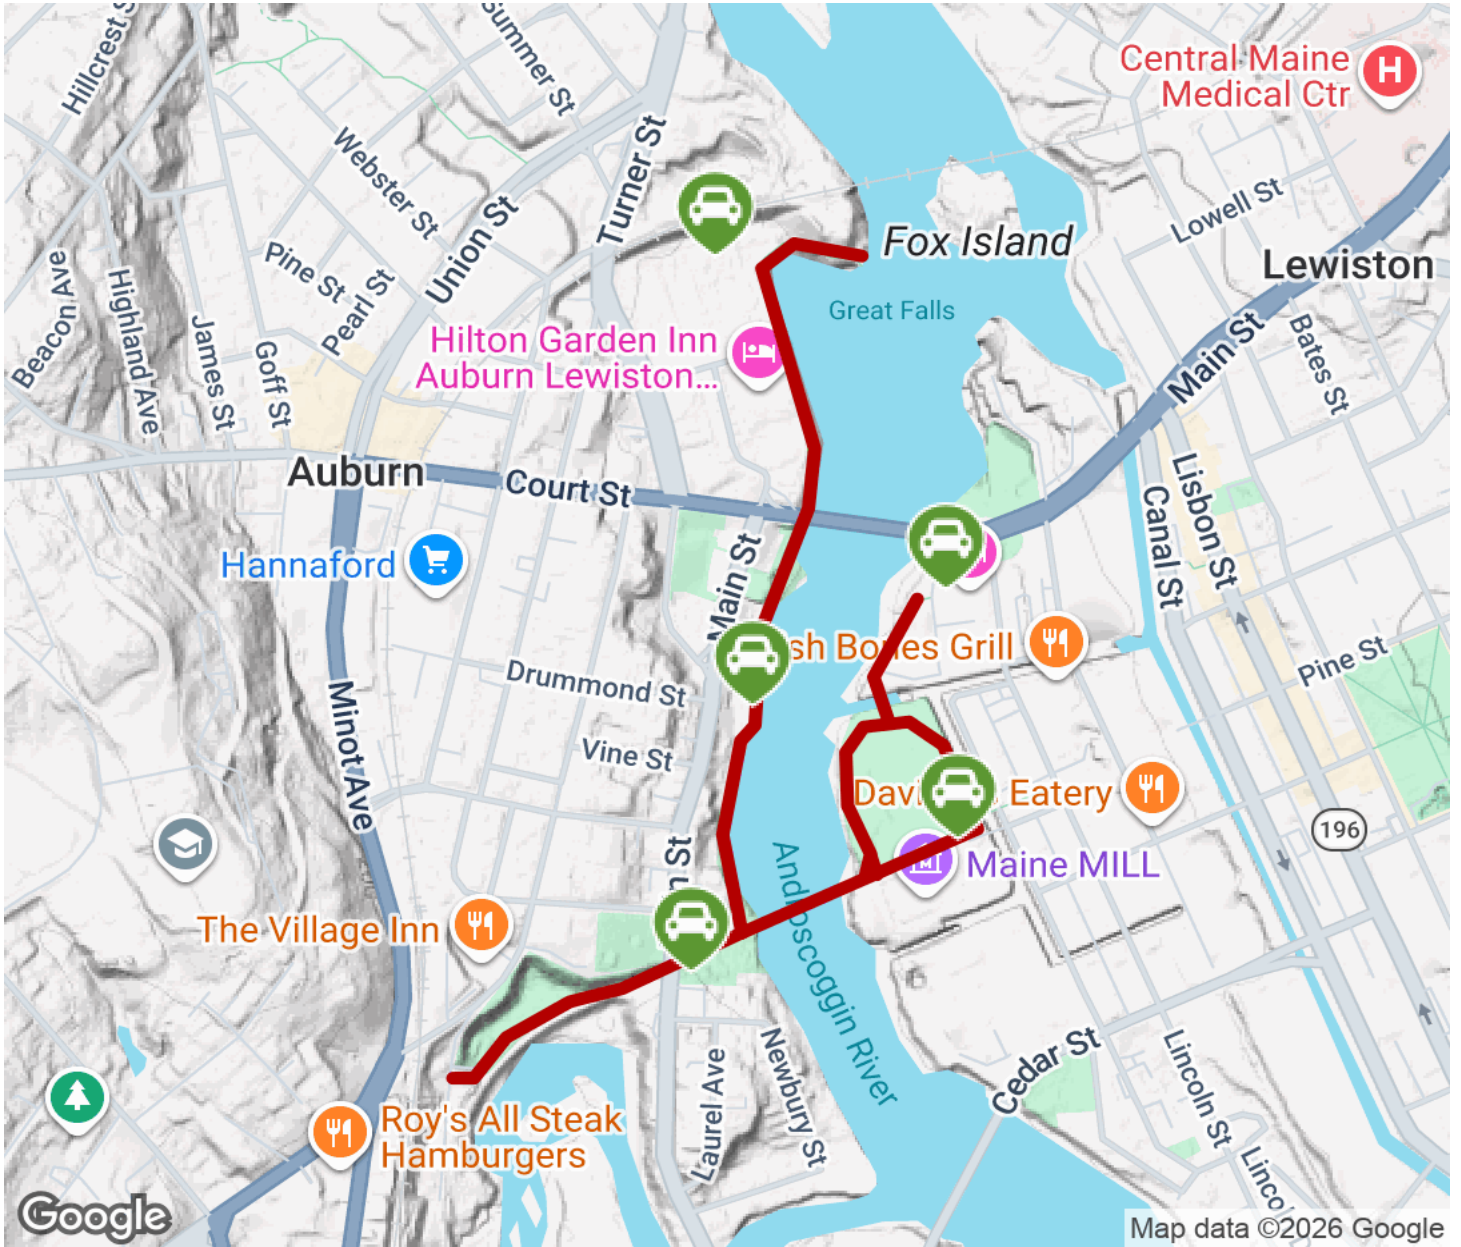 Hillcrest S
Summer St
Central Maine
Medical Ctr
Webster St
Turner St
Union St
Lowell St
Fox Island
Lewiston
Pine St
Pearl St
Beacon Ave
Highland Ave
James St
Goff St
Great Falls
Hilton Garden Inn
Auburn Lewiston...
Main St
Bates St
Auburn
Court St
Lisbon St
Canal St
Hannaford
Main St
sh Bones Grill
Pine St
Drummond St
Minot Ave
Vine St
Eatery
196
Maine MILL
n St
The Village Inn
Androscoggin River
Cedar St
Lincoln St
Newbury St
Laurel Ave
Roy's All Steak
Hamburgers
Lincol
Google
Map data ©2026 Google